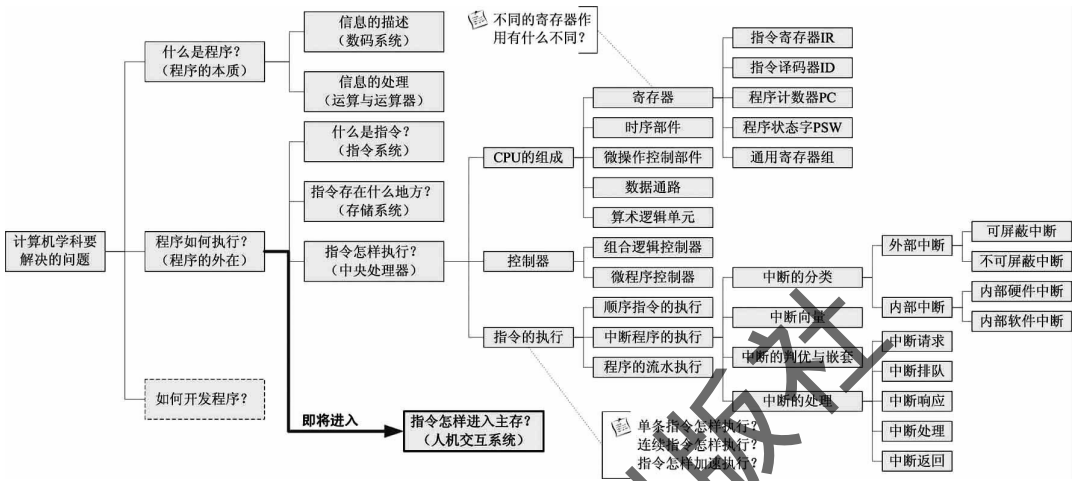 计算机学科要
解决的问题
什么是程序？
（程序的本质）
信息的描述
（数码系统）
信息的处理
（运算与运算器）
程序如何执行？
（程序的外在）
什么是指令？
（指令系统）
指令存在什么地方？
（存储系统）
指令怎样执行？
（中央处理器）
CPU的组成
不同的寄存器作
用有什么不同？
寄存器
指令寄存器IR
指令译码器ID
程序计数器PC
程序状态字PSW
通用寄存器组
时序部件
微操作控制部件
数据通路
算术逻辑单元
控制器
组合逻辑控制器
微程序控制器
指令的执行
顺序指令的执行
中断程序的执行
程序的流水执行
中断的分类
外部中断
可屏蔽中断
不可屏蔽中断
内部中断
内部硬件中断
内部软件中断
中断向量
中断的判优与嵌套
中断的处理
中断请求
中断排队
中断响应
中断处理
中断返回
单条指令怎样执行？
连续指令怎样执行？
指令怎样加速执行？
即将进入
指令怎样进入主存？
（人机交互系统）
如何开发程序？
版社